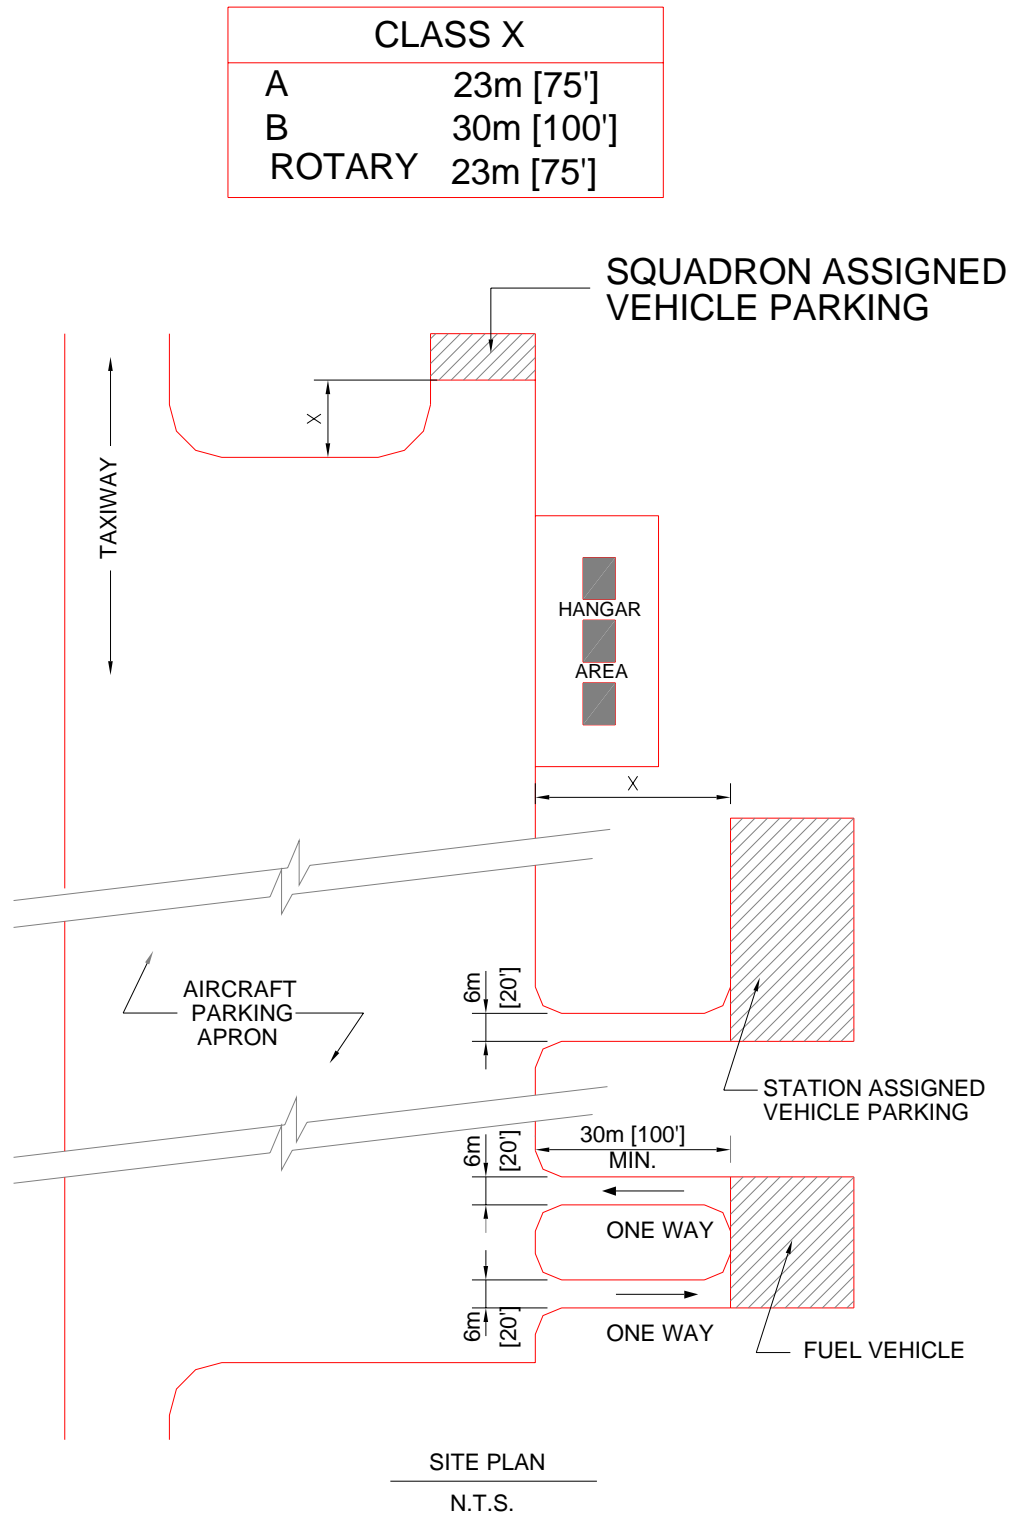 CLASS X
A 23m [75']
B 30m [100']
ROTARY 23m [75']
SQUADRON ASSIGNED
VEHICLE PARKING
X
TAXIWAY
HANGAR
AREA
X
6m
[20']
AIRCRAFT
PARKING
APRON
STATION ASSIGNED
VEHICLE PARKING
6m
[20']
30m [100']
MIN.
ONE WAY
6m
[20']
ONE WAY
FUEL VEHICLE
SITE PLAN
N.T.S.